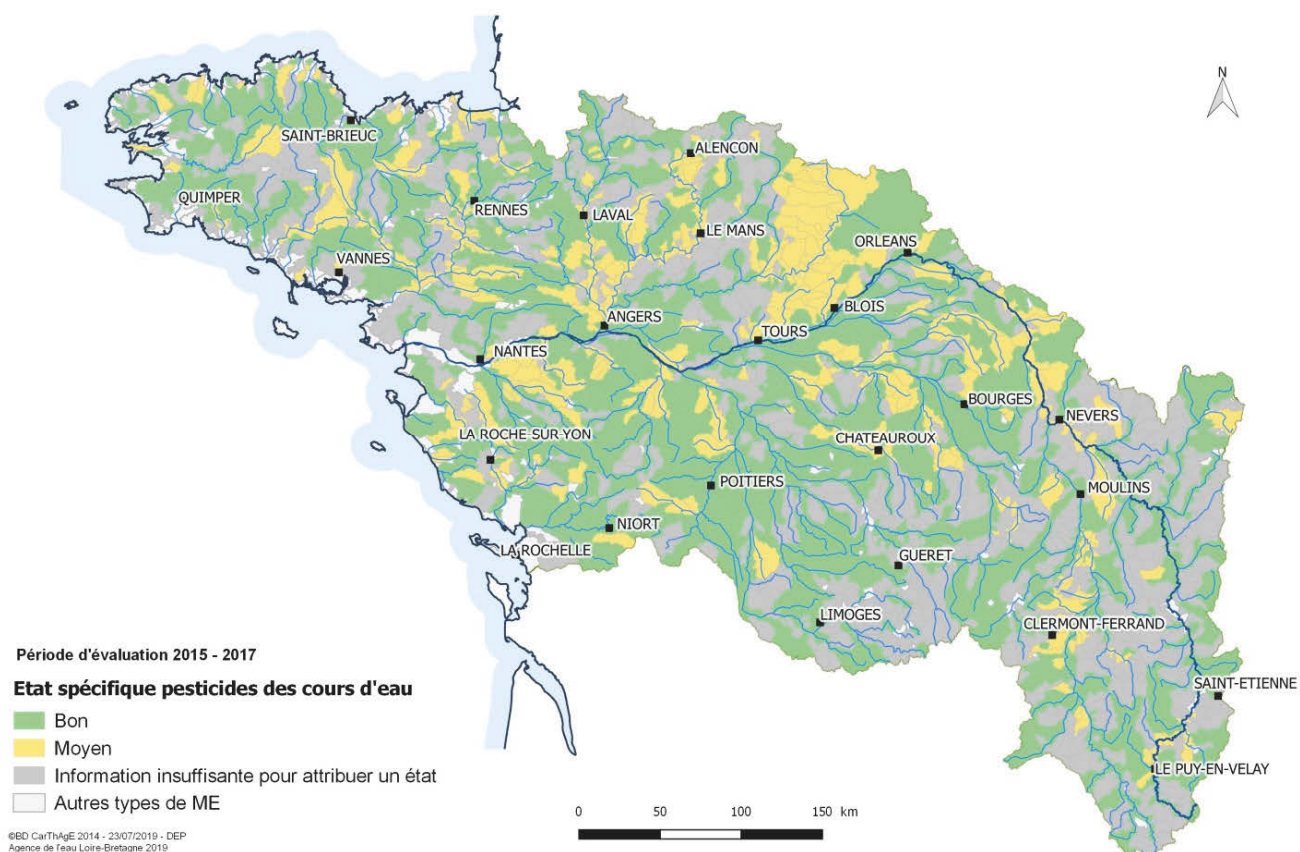 N
ALENCON
SAINT-BRIEUC
QUIMPER
RENNES
LAVAL
LE MANS
ORLEANS
VANNES
BLOIS
ANGERS
TOURS
NANTES
BOURGES
NEVERS
LA ROCHE-SUR-YON
CHATEAUROUX
POITIERS
MOULINS
NIORT
LA ROCHELLE
GUERET
LIMOGES
CLERMONT-FERRAND
SAINT-ETIENNE
LE PUY-EN-VELAY
Période d'évaluation 2015 - 2017
Etat spécifique pesticides des cours d'eau
Bon
Moyen
Information insuffisante pour attribuer un état
Autres types de ME
0 50 100 150 km
©BD CarThAgE 2014 - 23/07/2019 - DEP
Agence de l'eau Loire-Bretagne 2019